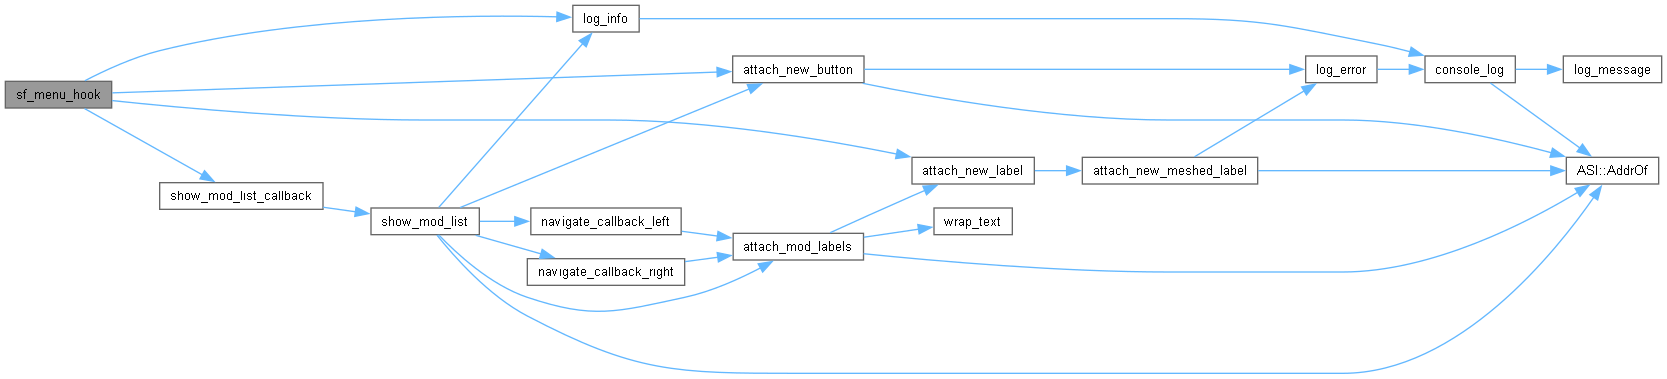 sf_menu_hook
log_info
show_mod_list_callback
show_mod_list
attach_new_button
navigate_callback_left
navigate_callback_right
attach_mod_labels
attach_new_label
wrap_text
attach_new_meshed_label
log_error
console_log
log_message
ASI::AddrOf